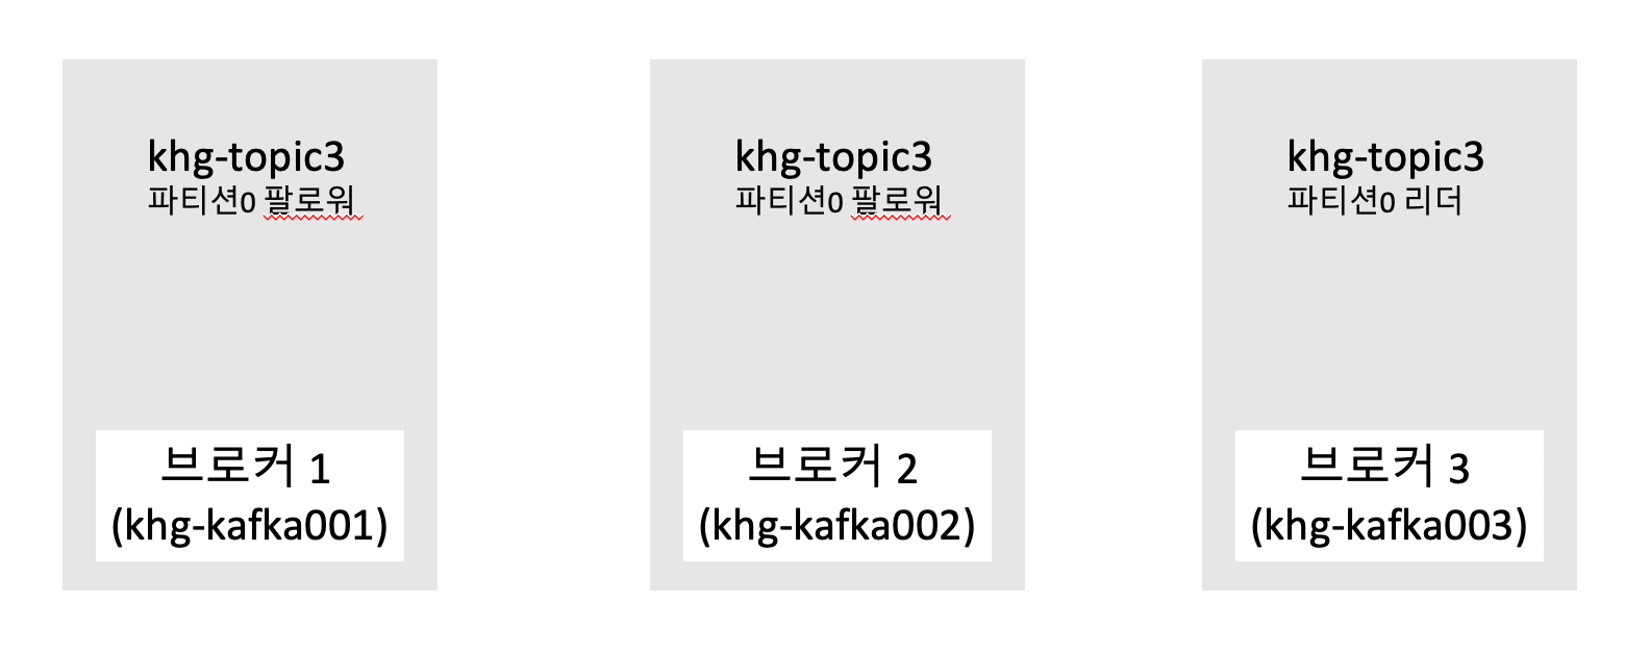 khg-topic3
파티션0 팔로워
브로커 1
(khg-kafka001)
khg-topic3
파티션0 팔로워
브로커 2
(khg-kafka002)
khg-topic3
파티션0 리더
브로커 3
(khg-kafka003)